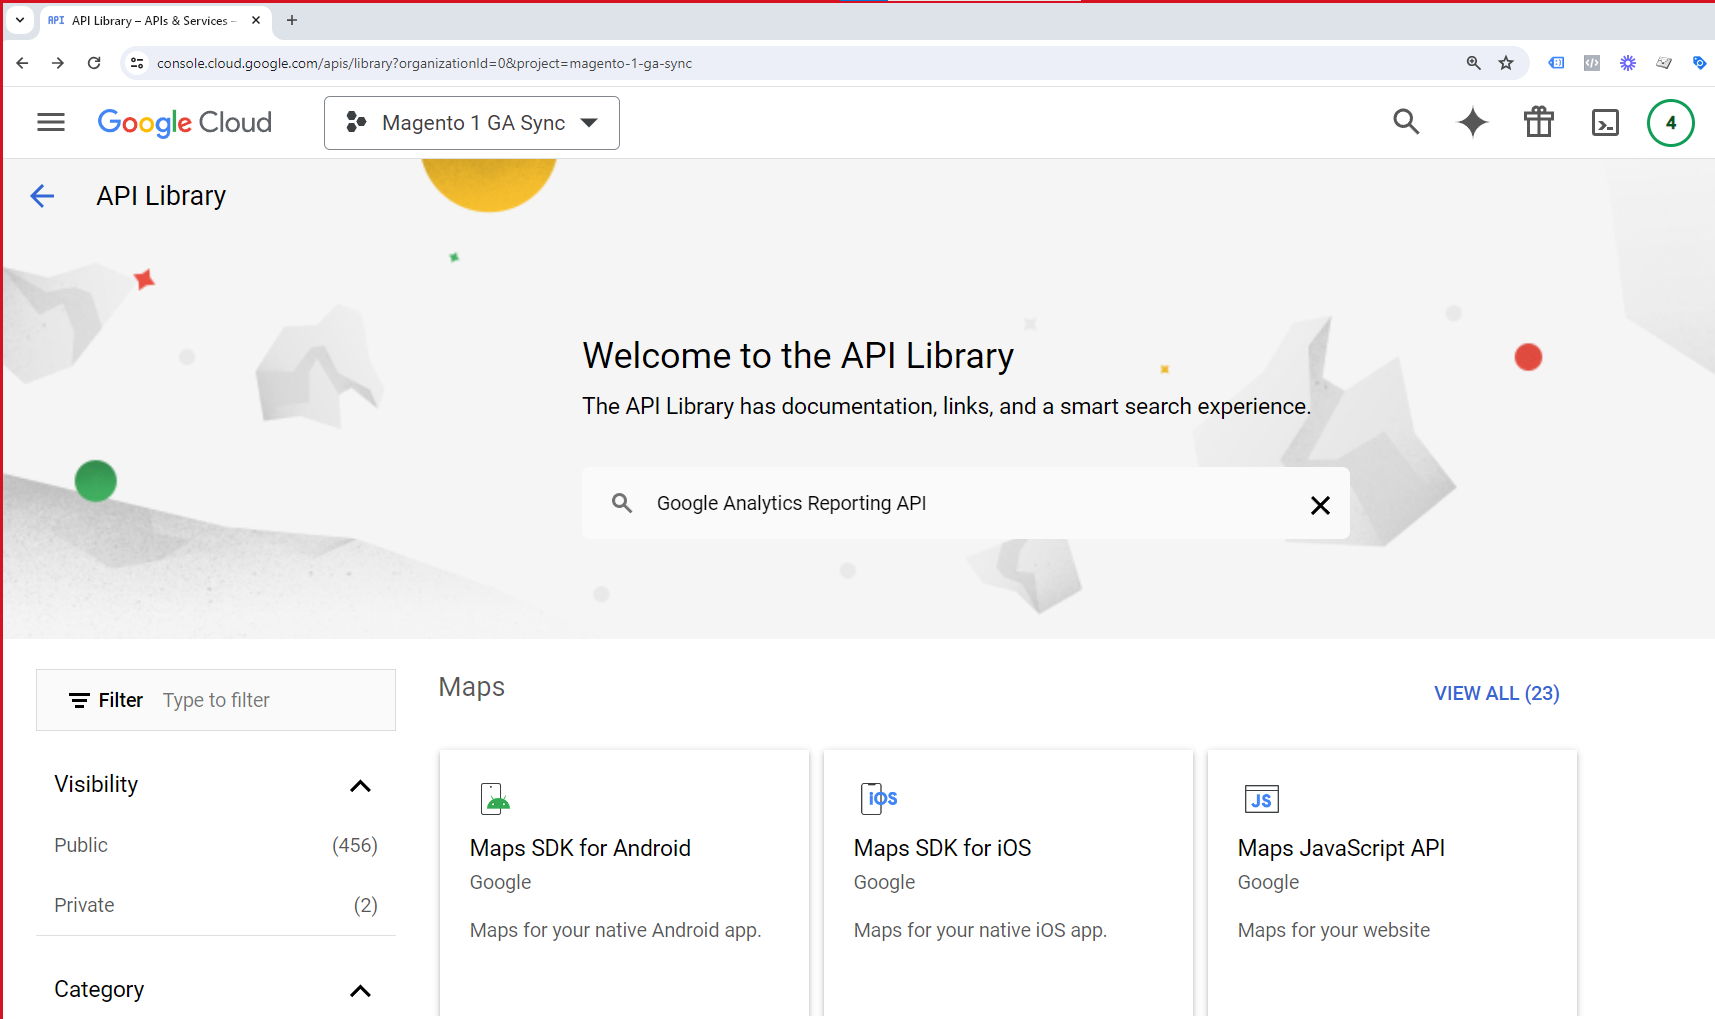 API API Library – APIs & Services –
console.cloud.google.com/apis/library?organizationId=0&project=magento-1-ga-sync
Google Cloud
Magento 1 GA Sync
4
API Library
Welcome to the API Library
The API Library has documentation, links, and a smart search experience.
Google Analytics Reporting API
Filter Type to filter
Visibility
Public (456)
Private (2)
Category
Maps
VIEW ALL (23)
Maps SDK for Android
Google
Maps for your native Android app.
iOS
Maps SDK for iOS
Google
Maps for your native iOS app.
JS
Maps JavaScript API
Google
Maps for your website